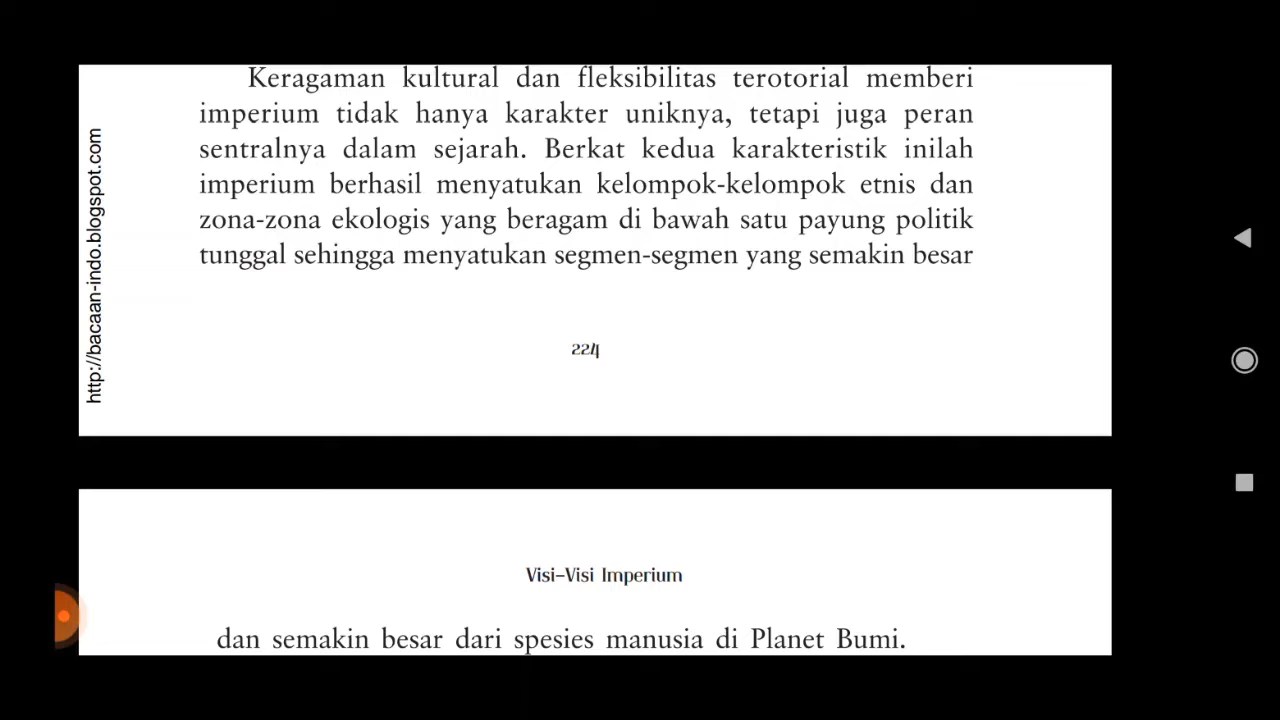 Keragaman kultural dan fleksibilitas terotorial memberi
imperium tidak hanya karakter uniknya, tetapi juga peran
sentralnya dalam sejarah. Berkat kedua karakteristik inilah
imperium berhasil menyatukan kelompok-kelompok etnis dan
zona-zona ekologis yang beragam di bawah satu payung politik
tunggal sehingga menyatukan segmen-segmen yang semakin besar
http://bacaan-indo.blogspot.com
224
Visi-Visi Imperium
dan semakin besar dari spesies manusia di Planet Bumi.